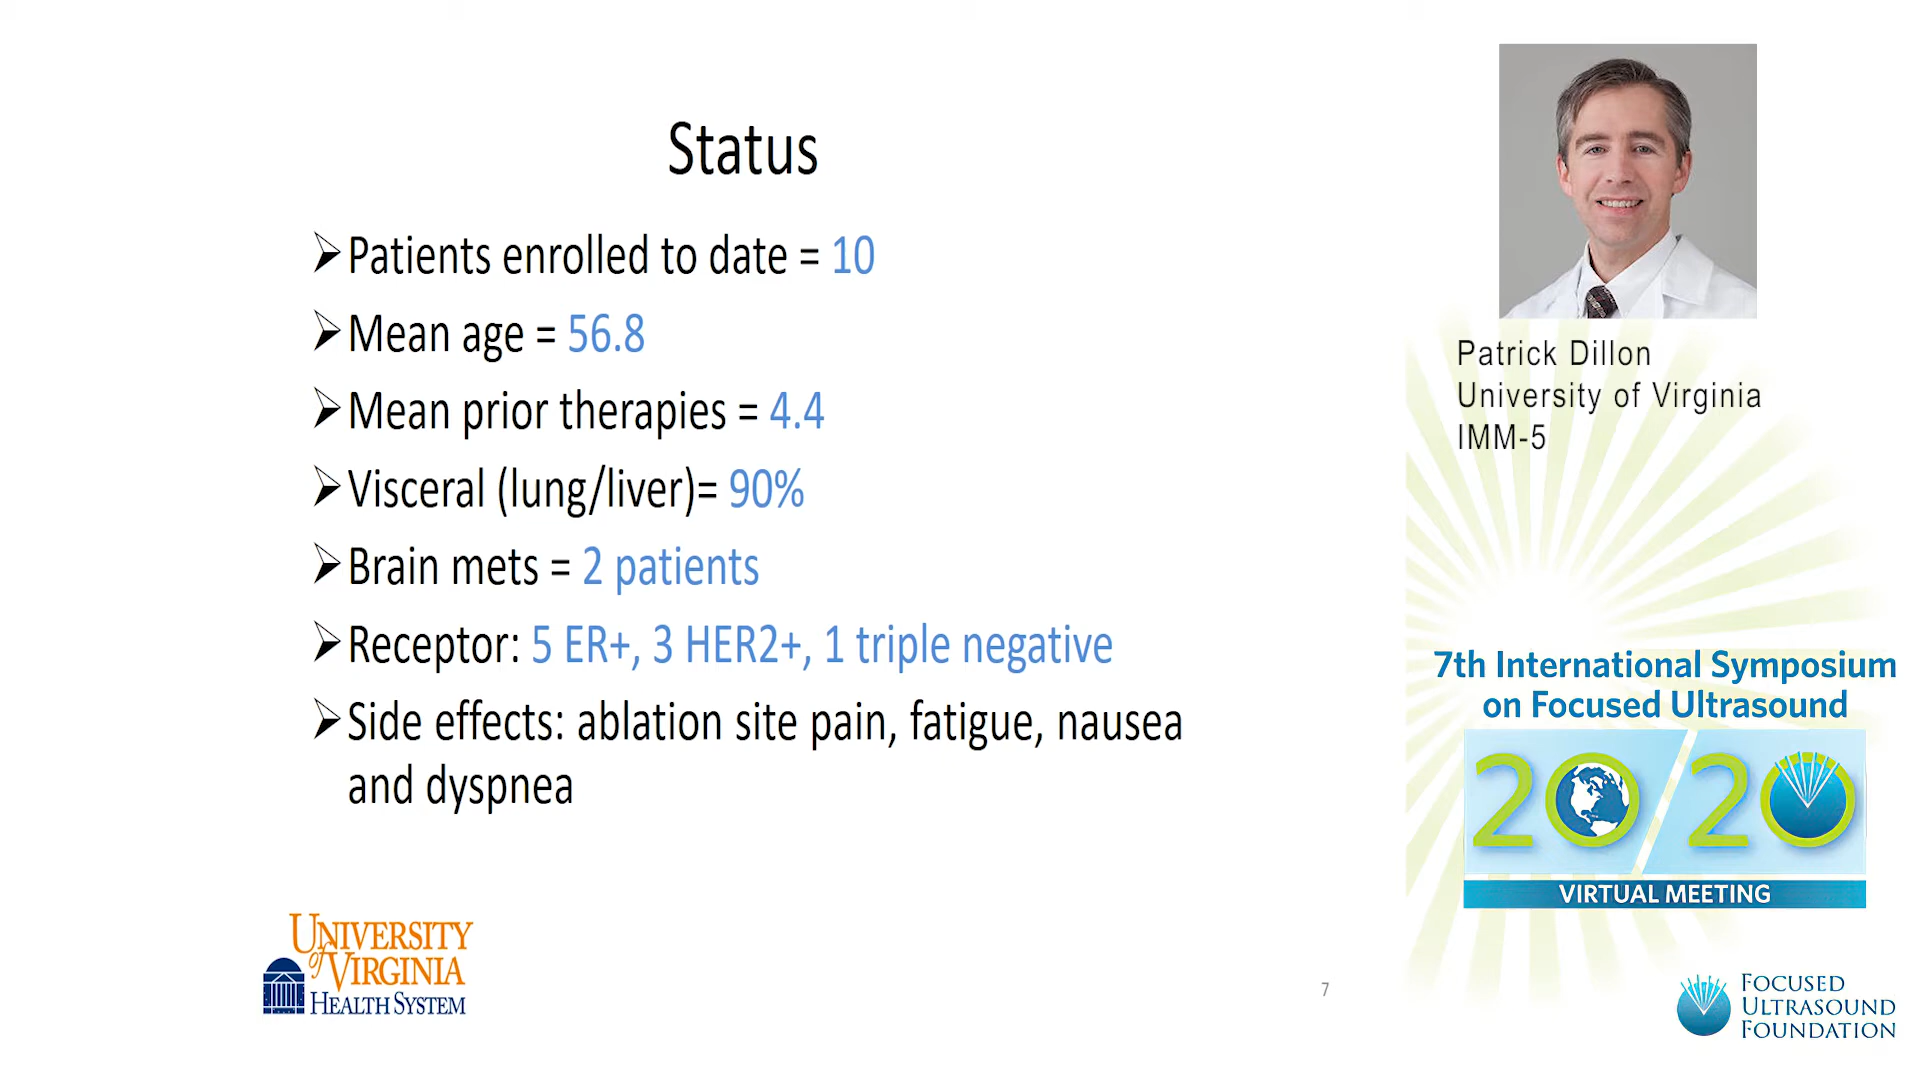 Status
➢Patients enrolled to date = 10
➢Mean age = 56.8
➢Mean prior therapies = 4.4
➢Visceral (lung/liver)= 90%
➢Brain mets = 2 patients
➢Receptor: 5 ER+, 3 HER2+, 1 triple negative
➢Side effects: ablation site pain, fatigue, nausea
and dyspnea
UNIVERSITY
of VIRGINIA
HEALTH SYSTEM
7
Patrick Dillon
University of Virginia
IMM-5
7th International Symposium
on Focused Ultrasound
20/20
VIRTUAL MEETING
FOCUSED
ULTRASOUND
FOUNDATION